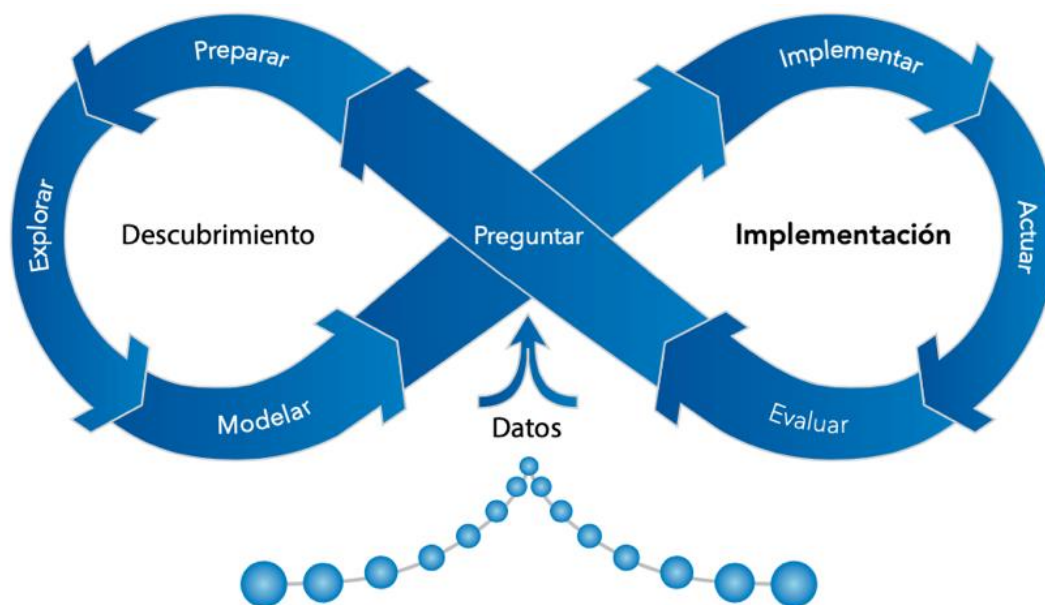 Preparar
Implementar
Explorar
Descubrimiento
Preguntar
Implementación
Actuar
Modelar
Evaluar
Datos